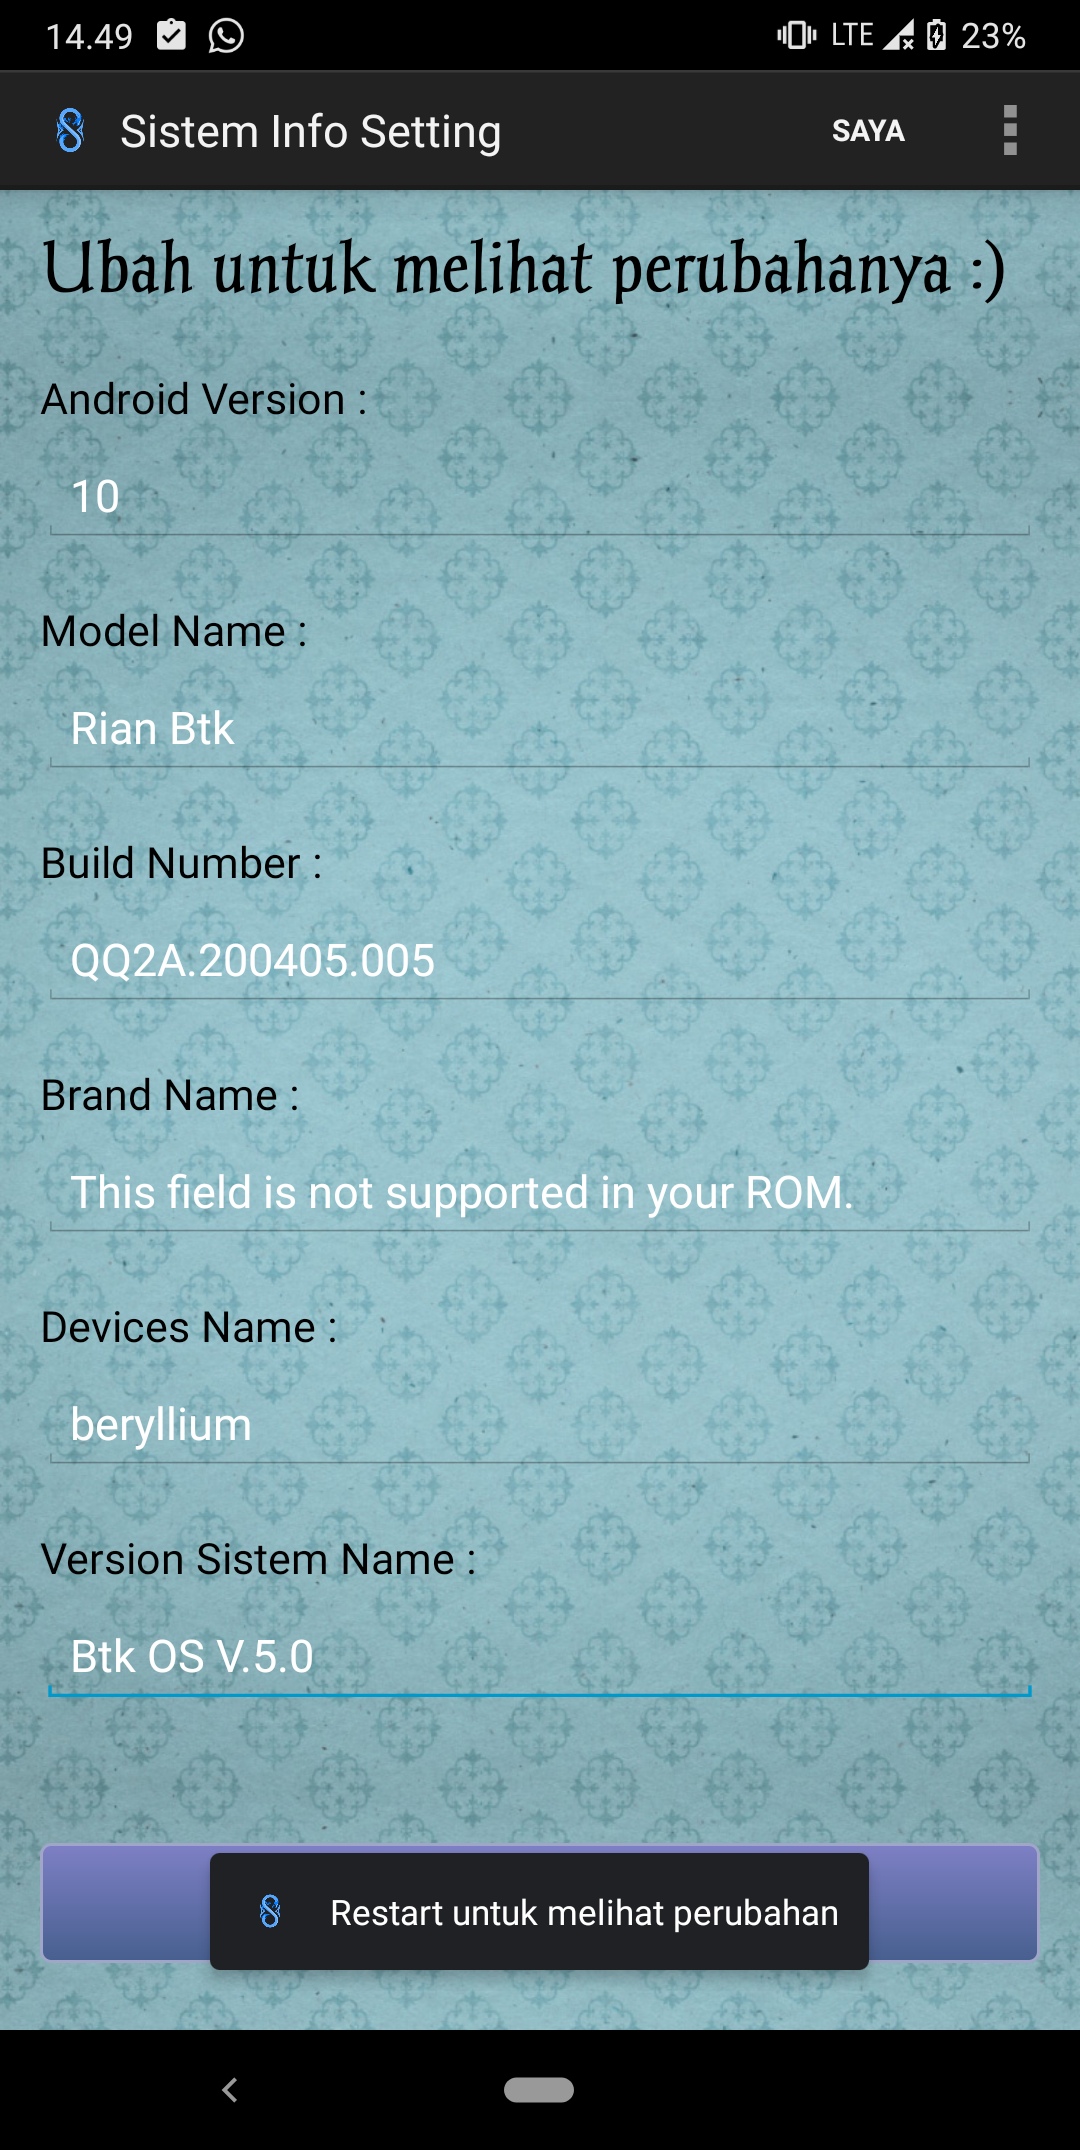 14.49 LTE 23%
Sistem Info Setting SAYA
Ubah untuk melihat perubahanya :)
Android Version :
10
Model Name :
Rian Btk
Build Number :
QQ2A.200405.005
Brand Name :
This field is not supported in your ROM.
Devices Name :
beryllium
Version Sistem Name :
Btk OS V.5.0
Restart untuk melihat perubahan